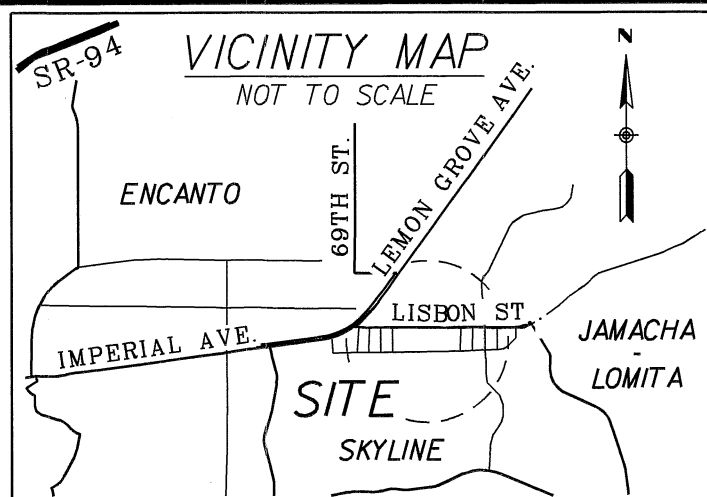 SR-94
VICINITY MAP
NOT TO SCALE
N
LEMON GROVE AVE.
69TH ST.
ENCANTO
LISBON ST
IMPERIAL AVE.
JAMACHA
-
LOMITA
SITE
SKYLINE